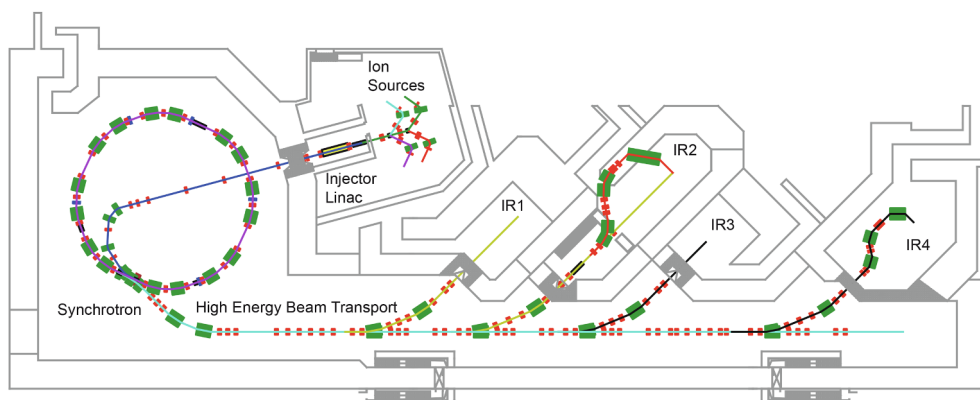 Ion
Sources
Injector
Linac
IR1
IR2
IR3
IR4
Synchrotron
High Energy Beam Transport